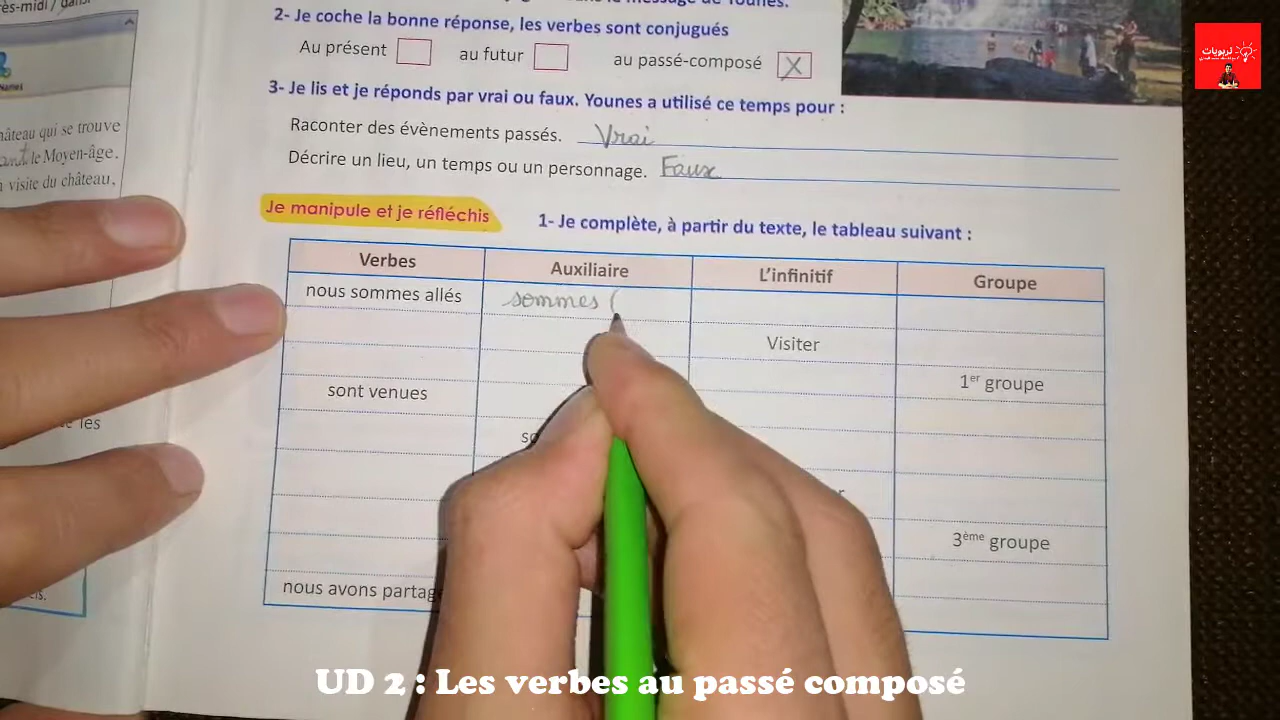 2- Je coche la bonne réponse, les verbes sont conjugués
Au présent au futur au passé-composé X
3- Je lis et je réponds par vrai ou faux. Younes a utilisé ce temps pour :
Raconter des évènements passés. Vrai
Décrire un lieu, un temps ou un personnage. Faux
Je manipule et je réfléchis
1- Je complète, à partir du texte, le tableau suivant :
Verbes Auxiliaire L'infinitif Groupe
nous sommes allés sommes (
Visiter
1er groupe
sont venues
3ème groupe
nous avons
château qui se trouve
le Moyen-âge.
visite du château,
les
تربويات
UD 2 : Les verbes au passé composé